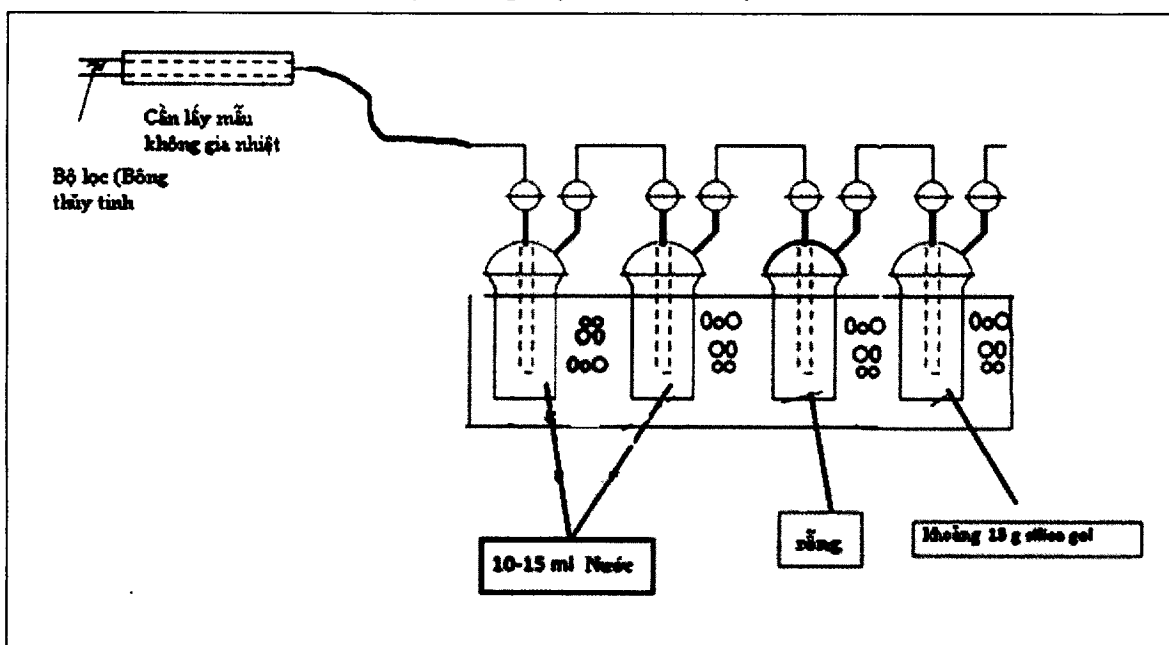 Cần lấy mẫu
không gia nhiệt
Bộ lọc (Bông
thủy tinh
10-15 ml Nước
rỗng
khoảng g silica gel